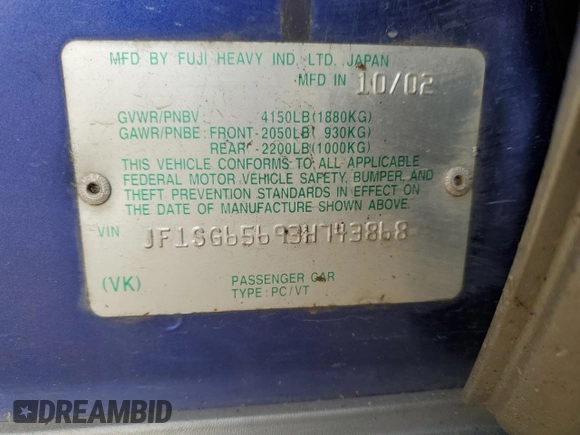 MFD BY FUJI HEAVY IND. LTD. JAPAN
MFD IN 10/02
GVWR/PNBV 4150LB(1880KG)
GAWR/PNBE: FRONT-2050LB( 930KG)
REAR -2200LB(1000KG)
THIS VEHICLE CONFORMS TO ALL APPLICABLE
FEDERAL MOTOR VEHICLE SAFETY, BUMPER, AND
THEFT PREVENTION STANDARDS IN EFFECT ON
THE DATE OF MANUFACTURE SHOWN ABOVE.
VIN JF1SG65693H743868
(VK)
PASSENGER CAR
TYPE: PC/VT
DREAMBID